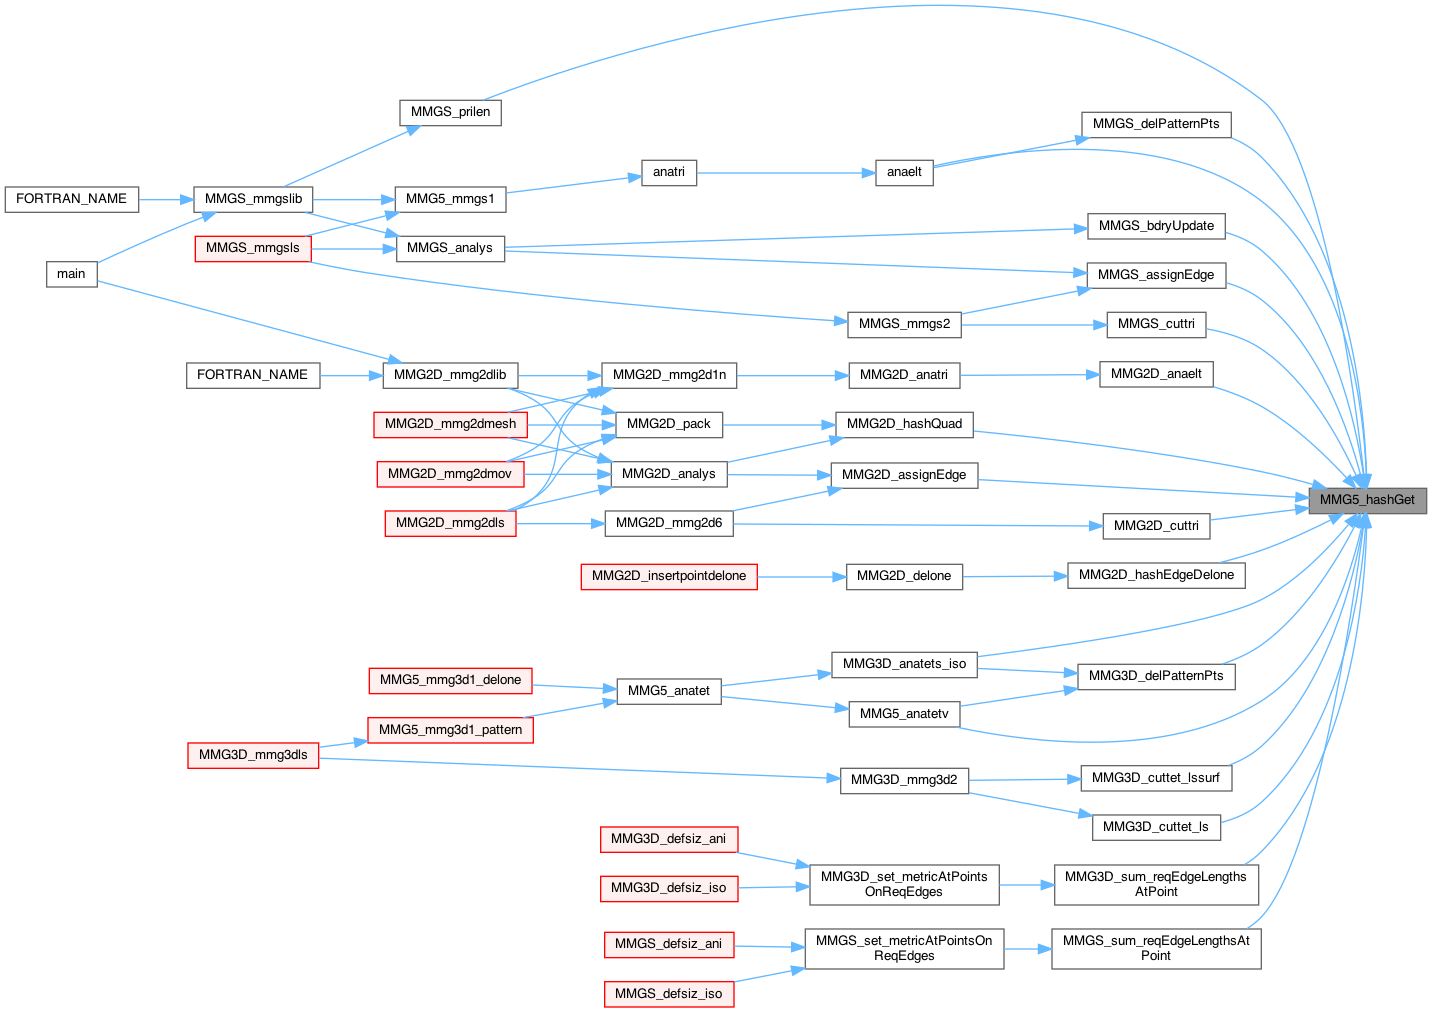 MMGS_prilen
MMGS_delPatternPts
anatri
anaelt
FORTRAN_NAME
MMGS_mmgslib
MMG5_mmgs1
MMGS_bdryUpdate
MMGS_mmgsls
MMGS_analys
main
MMGS_assignEdge
MMGS_mmgs2
MMGS_cuttri
FORTRAN_NAME
MMG2D_mmg2dlib
MMG2D_mmg2d1n
MMG2D_anatri
MMG2D_anaelt
MMG2D_mmg2dmesh
MMG2D_pack
MMG2D_hashQuad
MMG2D_mmg2dmov
MMG2D_analys
MMG2D_assignEdge
MMG5_hashGet
MMG2D_mmg2dls
MMG2D_mmg2d6
MMG2D_cuttri
MMG2D_insertpointdelone
MMG2D_delone
MMG2D_hashEdgeDelone
MMG3D_anatets_iso
MMG3D_delPatternPts
MMG5_mmg3d1_delone
MMG5_anatet
MMG5_anatetv
MMG5_mmg3d1_pattern
MMG3D_mmg3dls
MMG3D_mmg3d2
MMG3D_cuttet_lssurf
MMG3D_cuttet_ls
MMG3D_defsiz_ani
MMG3D_set_metricAtPoints
OnReqEdges
MMG3D_sum_reqEdgeLengths
AtPoint
MMG3D_defsiz_iso
MMGS_defsiz_ani
MMGS_set_metricAtPointsOn
ReqEdges
MMGS_sum_reqEdgeLengthsAt
Point
MMGS_defsiz_iso